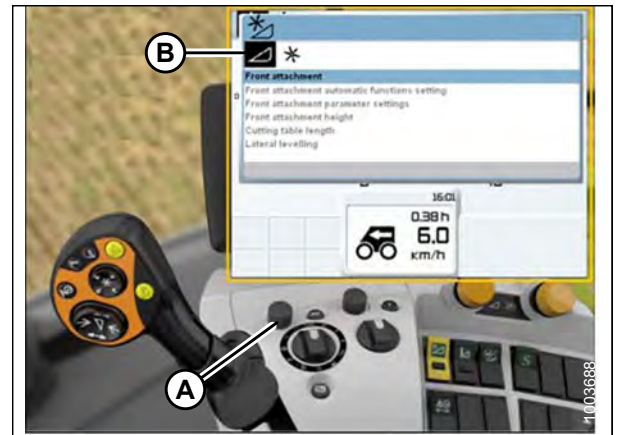 B
Front attachment
Front attachment automatic functions setting
Front attachment parameter settings
Front attachment height
Cutting table length
Lateral levelling
16:01
0.38 h
6.0
km/h
A
1003688